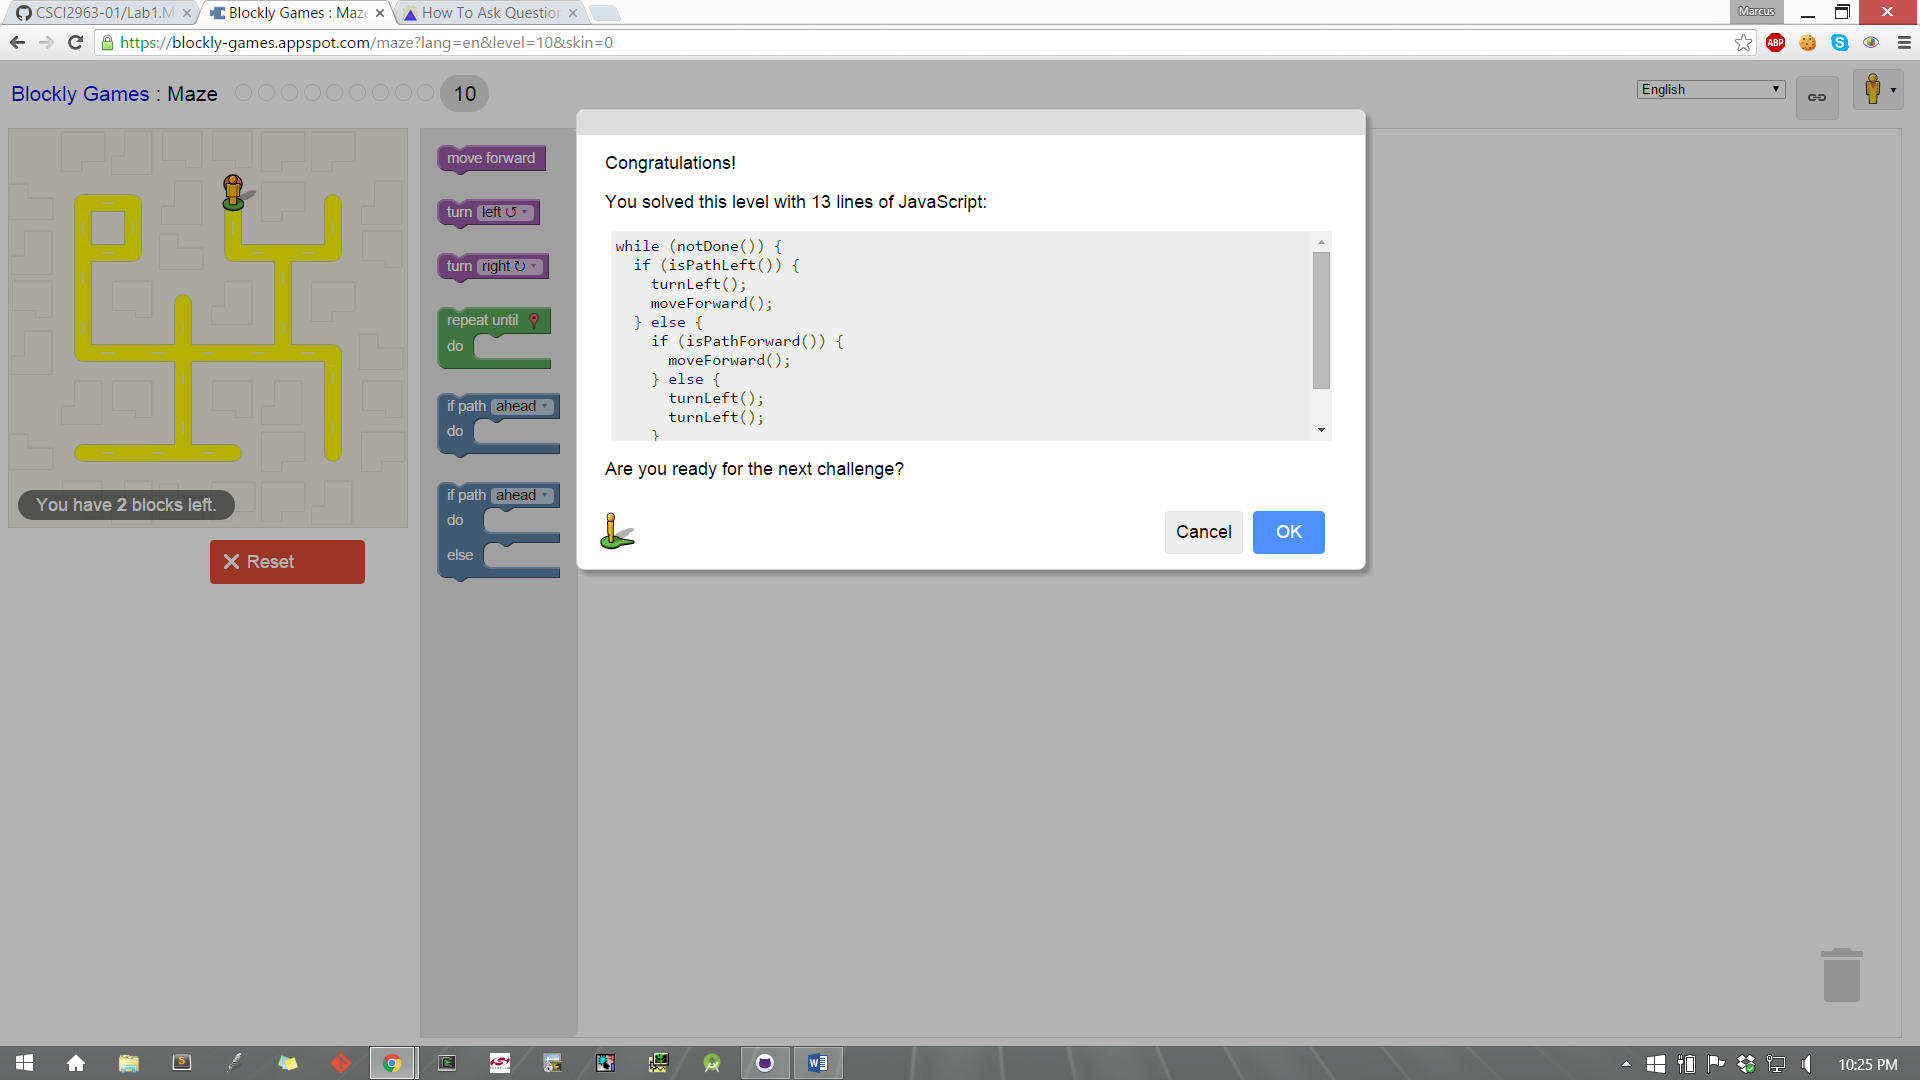 CSCI2963-01/Lab1.M
Blockly Games : Maze
How To Ask Question
Marcus
https://blockly-games.appspot.com/maze?lang=en&level=10&skin=0
ABP
Blockly Games : Maze
10
English
move forward
turn left
turn right
repeat until
do
if path ahead
do
if path ahead
do
else
You have 2 blocks left.
Reset
Congratulations!
You solved this level with 13 lines of JavaScript:
while (notDone()) {
if (isPathLeft()) {
turnLeft();
moveForward();
} else {
if (isPathForward()) {
moveForward();
} else {
turnLeft();
turnLeft();
}
Are you ready for the next challenge?
Cancel
OK
10:25 PM